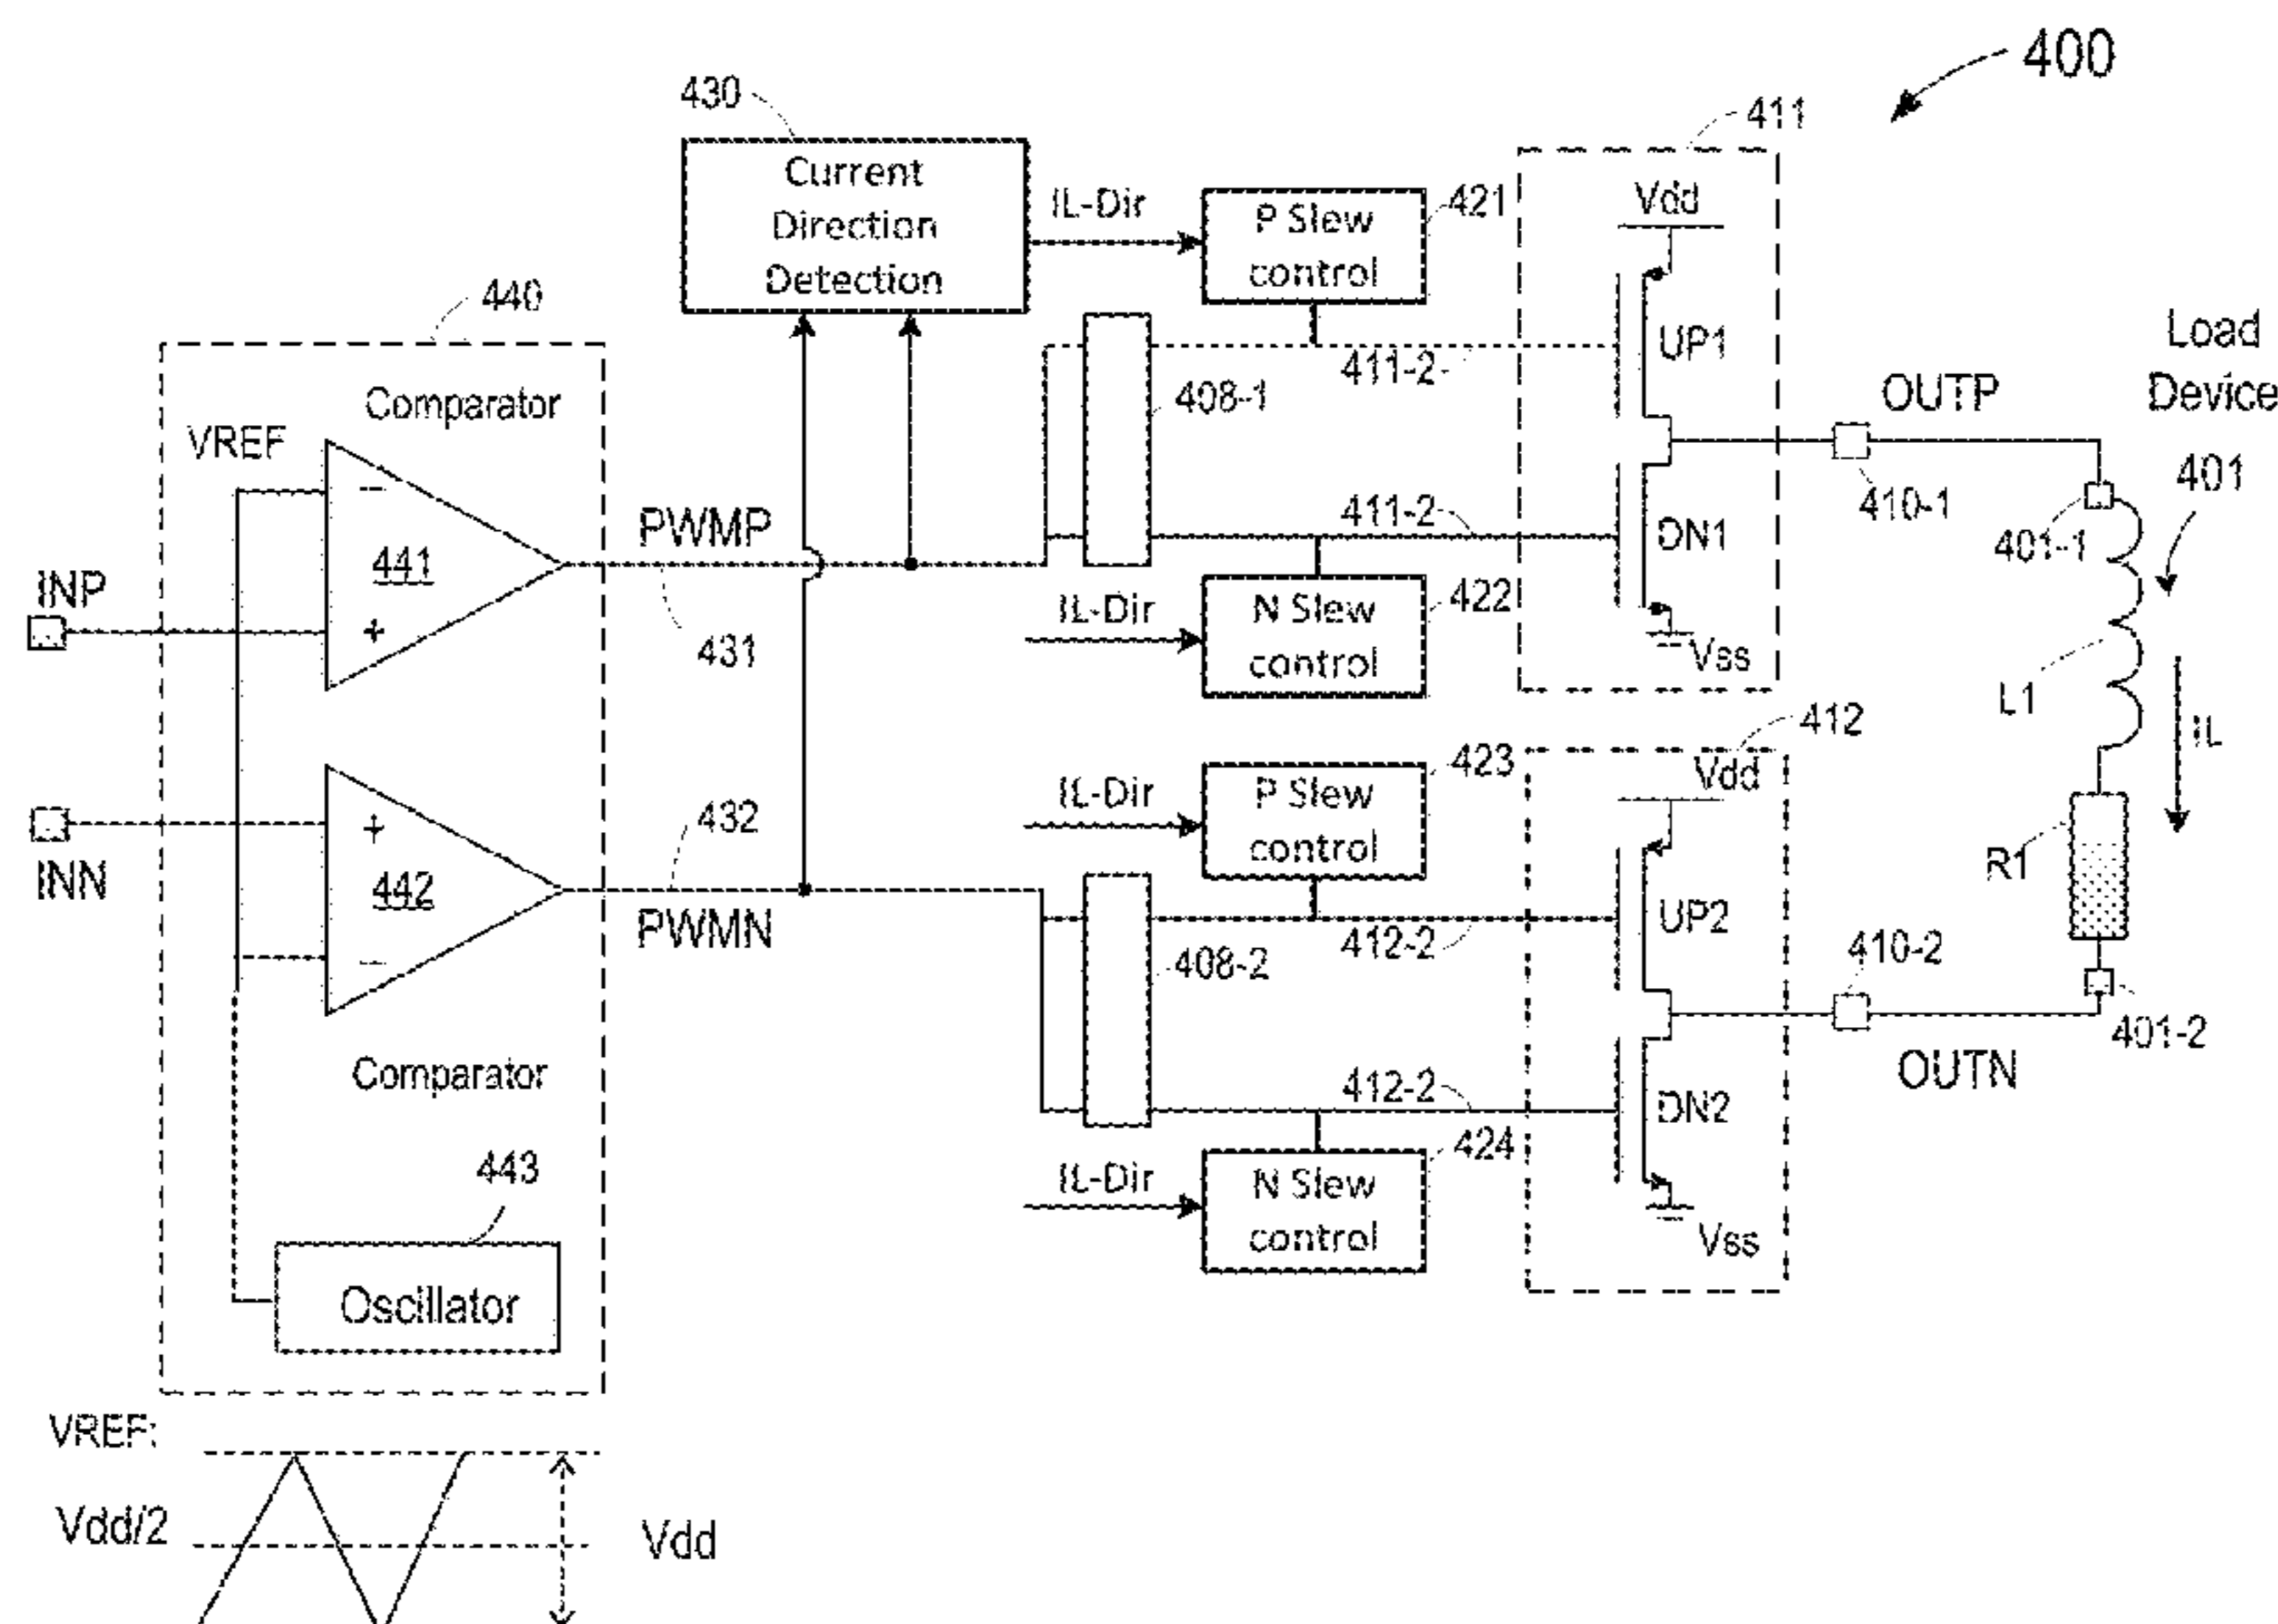 400
430
411
Current
Direction
Detection
IL-Dir
P Slew
control
421
Vdd
UP1
411-2
408-1
Load
Device
OUTP
401
410-1
401-1
440
Comparator
VREF
−
441
+
INP
PWMP
431
411-2
DN1
IL-Dir
N Slew
control
422
Vss
L1
IL
412
INN
+
442
−
432
PWMN
IL-Dir
P Slew
control
423
Vdd
UP2
412-2
408-2
R1
410-2
401-2
OUTN
Comparator
412-2
DN2
443
Oscillator
IL-Dir
N Slew
control
424
Vss
VREF:
Vdd/2
Vdd